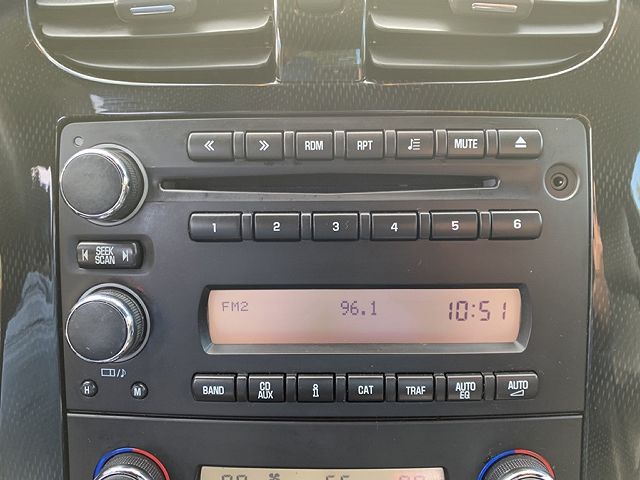 RDM RPT MUTE
1 2 3 4 5 6
SEEK
SCAN
FM2 96.1 10:51
H M
BAND CD AUX i CAT TRAF AUTO EQ AUTO